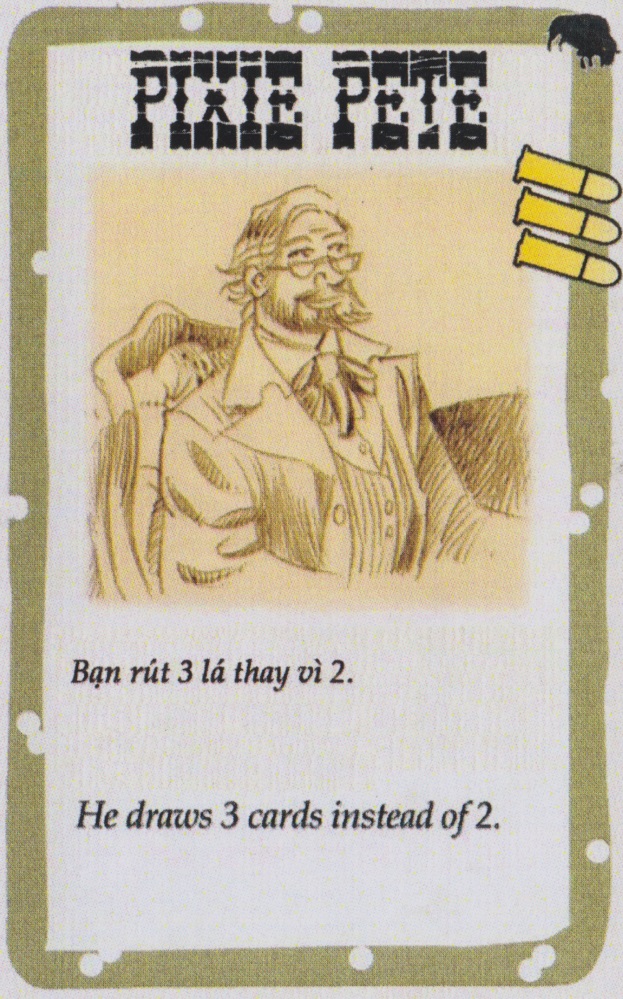 PIXIE PETE
Bạn rút 3 lá thay vì 2.
He draws 3 cards instead of 2.